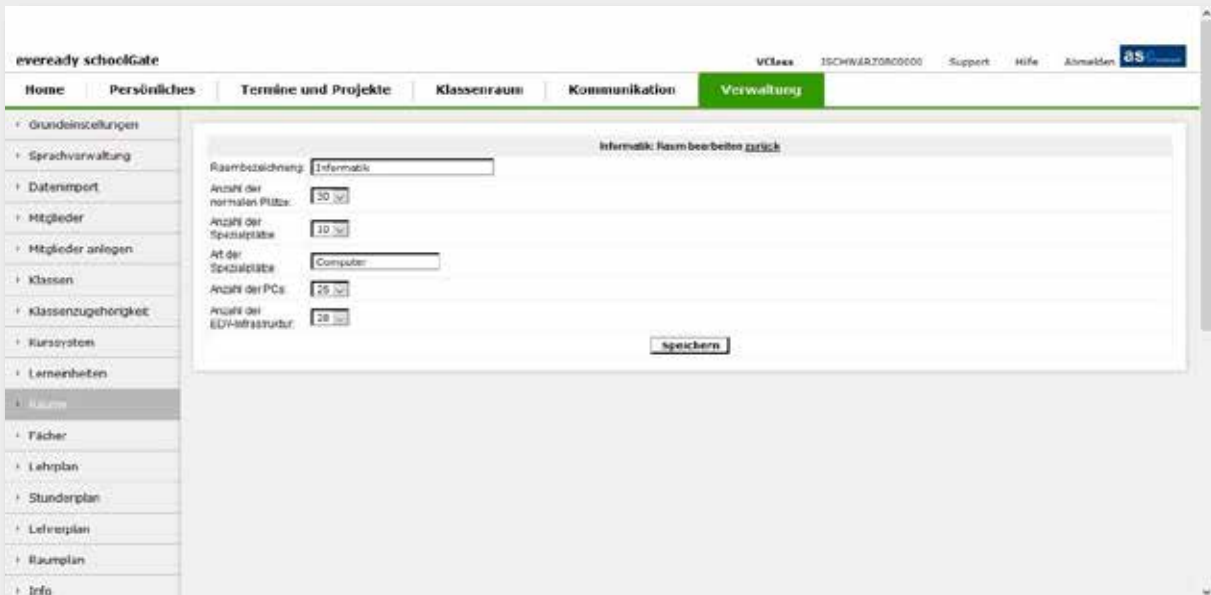 eveready schoolGate
VClass Support Hilfe Abmelden
Home Persönliches Termine und Projekte Klassenraum Kommunikation Verwaltung
Grundeinstellungen
Sprachverwaltung
Datenimport
Mitglieder
Mitglieder anlegen
Klassen
Klassenzugehörigkeit
Kurssystem
Lerneinheiten
Räume
Fächer
Lehrplan
Stundenplan
Lehrerplan
Raumplan
Info
Informatik: Raum bearbeiten zurück
Raumbezeichnung: Informatik
Anzahl der
normalen Plätze: 30
Anzahl der
Spezialplätze 10
Art der
Spezialplätze Computer
Anzahl der PCs: 25
Anzahl der
EDV-Infrastruktur: 28
Speichern